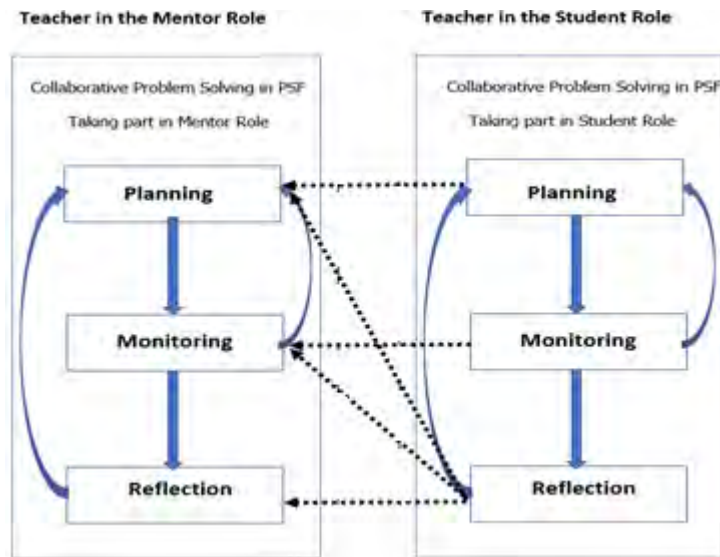 Teacher in the Mentor Role
Collaborative Problem Solving in PSF
Taking part in Mentor Role
Planning
Monitoring
Reflection
Teacher in the Student Role
Collaborative Problem Solving in PSF
Taking part in Student Role
Planning
Monitoring
Reflection